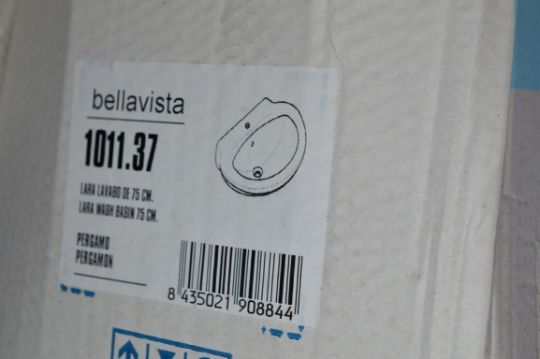 bellavista
1011.37
LARA LAVABO DE 75 CM.
LARA WASH BASIN 75 CM.
PERGAMO
PERGAMON
8 435021 908844